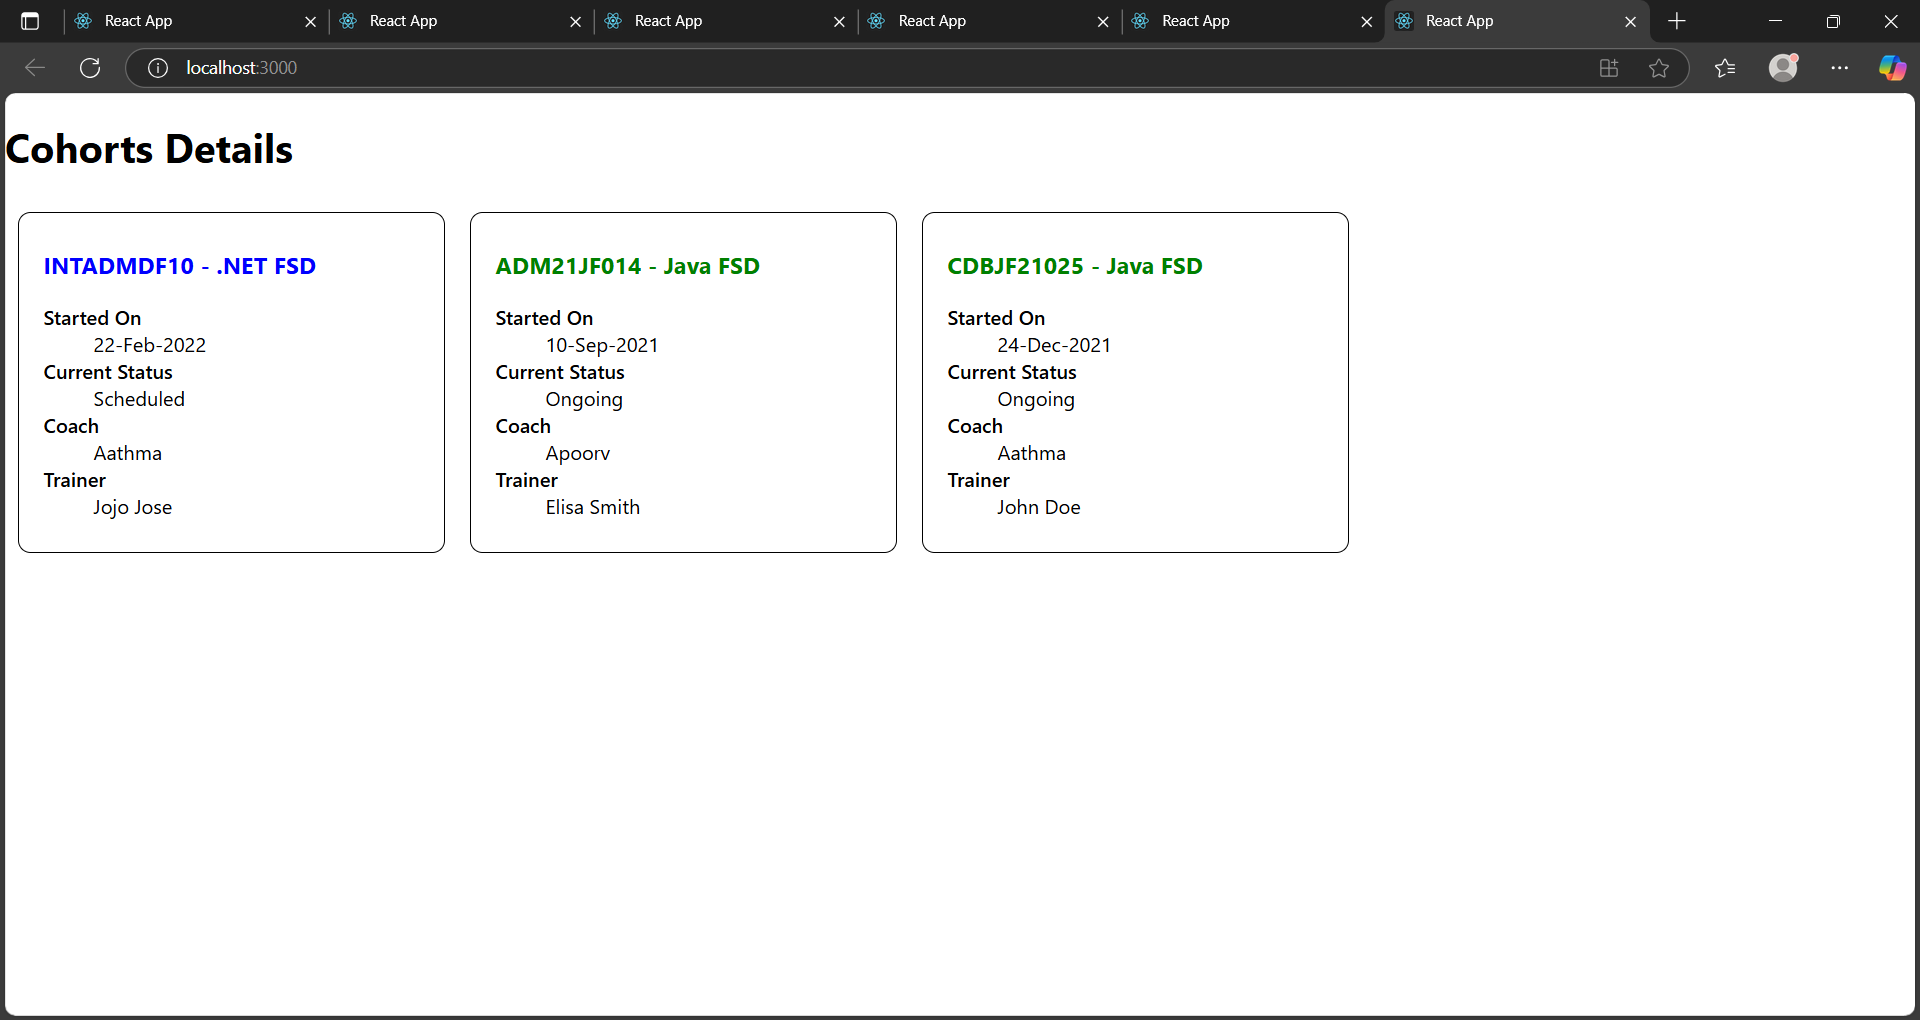 React App
React App
React App
React App
React App
React App
localhost:3000
Cohorts Details
INTADMDF10 - .NET FSD
Started On
22-Feb-2022
Current Status
Scheduled
Coach
Aathma
Trainer
Jojo Jose
ADM21JF014 - Java FSD
Started On
10-Sep-2021
Current Status
Ongoing
Coach
Apoorv
Trainer
Elisa Smith
CDBJF21025 - Java FSD
Started On
24-Dec-2021
Current Status
Ongoing
Coach
Aathma
Trainer
John Doe